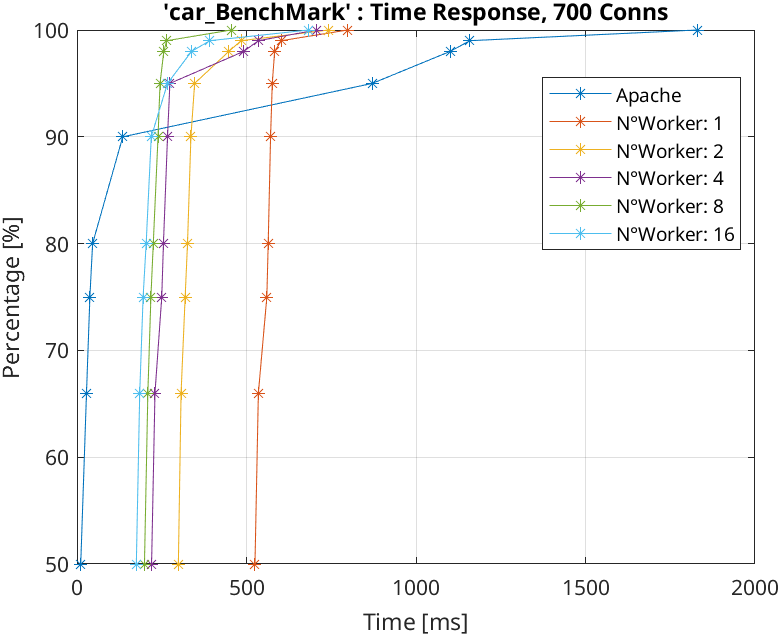 'car_BenchMark' : Time Response, 700 Conns
100
90
80
70
60
50
Percentage [%]
Apache
N°Worker: 1
N°Worker: 2
N°Worker: 4
N°Worker: 8
N°Worker: 16
0 500 1000 1500 2000
Time [ms]